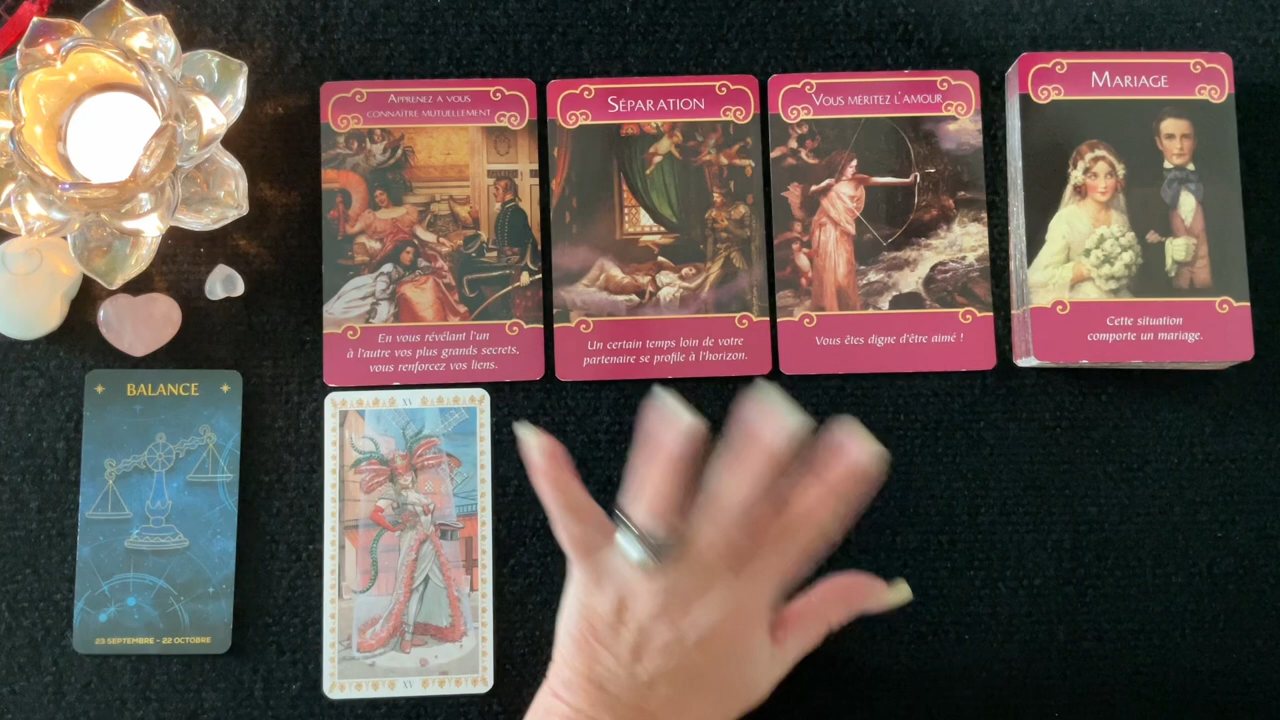 APPRENEZ A VOUS
CONNAÎTRE MUTUELLEMENT
En vous révélant l'un
à l'autre vos plus grands secrets,
vous renforcez vos liens.
SÉPARATION
Un certain temps loin de votre
partenaire se profile à l'horizon.
VOUS MÉRITEZ L'AMOUR
Vous êtes digne d'être aimé !
MARIAGE
Cette situation
comporte un mariage.
BALANCE
23 SEPTEMBRE - 22 OCTOBRE
XV
XV